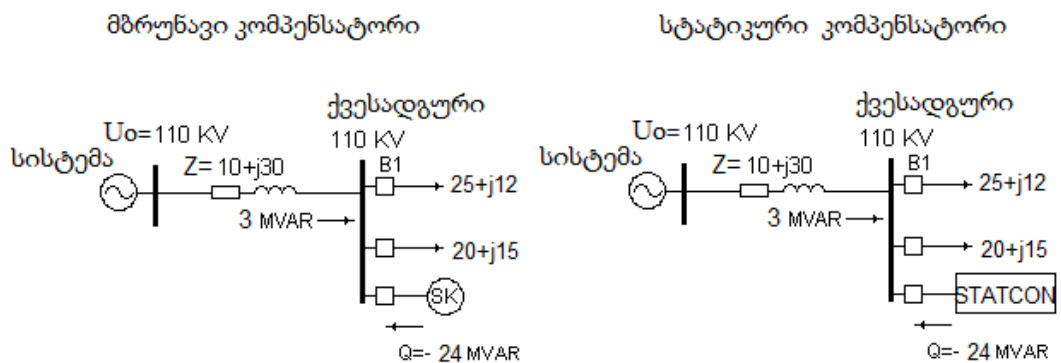 მბრუნავი კომპენსატორი
ქვესადგური
Uo=110 KV
110 KV
სისტემა
Z= 10+j30
B1
25+j12
3 MVAR
20+j15
SK
Q=- 24 MVAR
სტატიკური კომპენსატორი
ქვესადგური
Uo=110 KV
110 KV
სისტემა
Z= 10+j30
B1
25+j12
3 MVAR
20+j15
STATCON
Q=- 24 MVAR